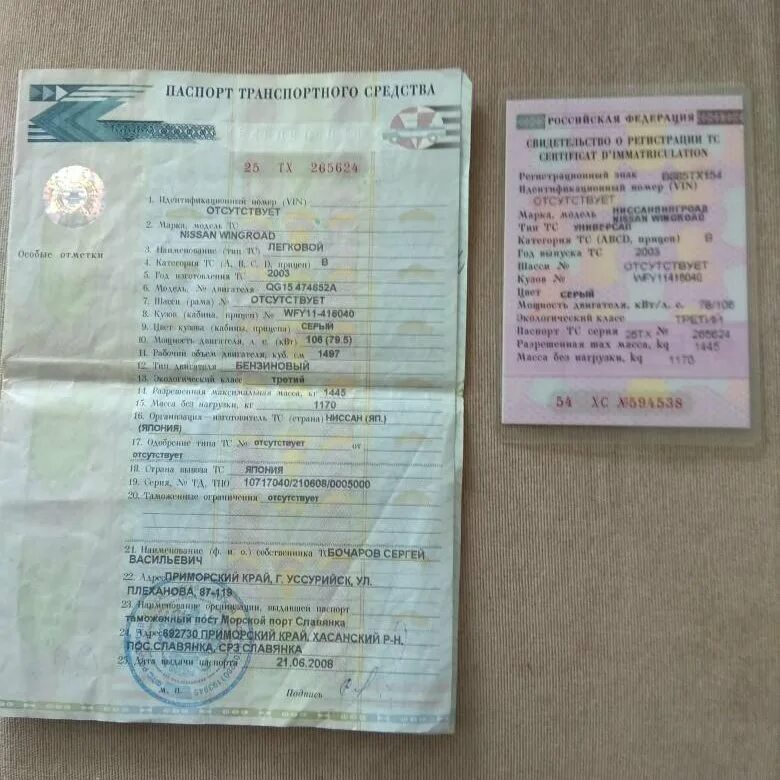 ПАСПОРТ ТРАНСПОРТНОГО СРЕДСТВА
25 ТХ 265624
Особые отметки
1. Идентификационный номер (VIN) ОТСУТСТВУЕТ
2. Марка, модель ТС NISSAN WINGROAD
3. Наименование (тип ТС) ЛЕГКОВОЙ
4. Категория ТС (А, В, С, D, прицеп) В
5. Год изготовления ТС 2003
6. Модель, № двигателя QG15 474652A
7. Шасси (рама) № ОТСУТСТВУЕТ
8. Кузов (кабина, прицеп) № WFY11-416040
9. Цвет кузова (кабины, прицепа) СЕРЫЙ
10. Мощность двигателя, л. с. (кВт) 106 (79.5)
11. Рабочий объем двигателя, куб. см 1497
12. Тип двигателя БЕНЗИНОВЫЙ
13. Экологический класс третий
14. Разрешенная максимальная масса, кг 1445
15. Масса без нагрузки, кг 1170
16. Организация-изготовитель ТС (страна) НИССАН (ЯП.)
(ЯПОНИЯ)
17. Одобрение типа ТС № отсутствует от
отсутствует
18. Страна вывоза ТС ЯПОНИЯ
19. Серия, № ТД, ТПО 10717040/210608/0005000
20. Таможенные ограничения отсутствует
21. Наименование (ф. и. о.) собственника ТС БОЧАРОВ СЕРГЕЙ
ВАСИЛЬЕВИЧ
22. Адрес ПРИМОРСКИЙ КРАЙ, Г. УССУРИЙСК, УЛ.
ПЛЕХАНОВА, 87-119
23. Наименование организации, выдавшей паспорт
таможенный пост Морской порт Славянка
24. Адрес 692730 ПРИМОРСКИЙ КРАЙ, ХАСАНСКИЙ Р-Н,
ПОС.СЛАВЯНКА, СРЗ СЛАВЯНКА
25. Дата выдачи паспорта 21.06.2008
М. П. Подпись
РОССИЙСКАЯ ФЕДЕРАЦИЯ
СВИДЕТЕЛЬСТВО О РЕГИСТРАЦИИ ТС
CERTIFICAT D'IMMATRICULATION
Регистрационный знак
Идентификационный номер (VIN)
ОТСУТСТВУЕТ
Марка, модель НИССАНВИНГРОАД
NISSAN WINGROAD
Тип ТС УНИВЕРСАЛ
Категория ТС (ABCD, прицеп) В
Год выпуска ТС 2003
Шасси № ОТСУТСТВУЕТ
Кузов № WFY11416040
Цвет СЕРЫЙ
Мощность двигателя, кВт/л. с. 78/106
Экологический класс ТРЕТИЙ
Паспорт ТС серия 25ТХ № 265624
Разрешенная max масса, kg 1445
Масса без нагрузки, kg 1170
54 ХС №594538